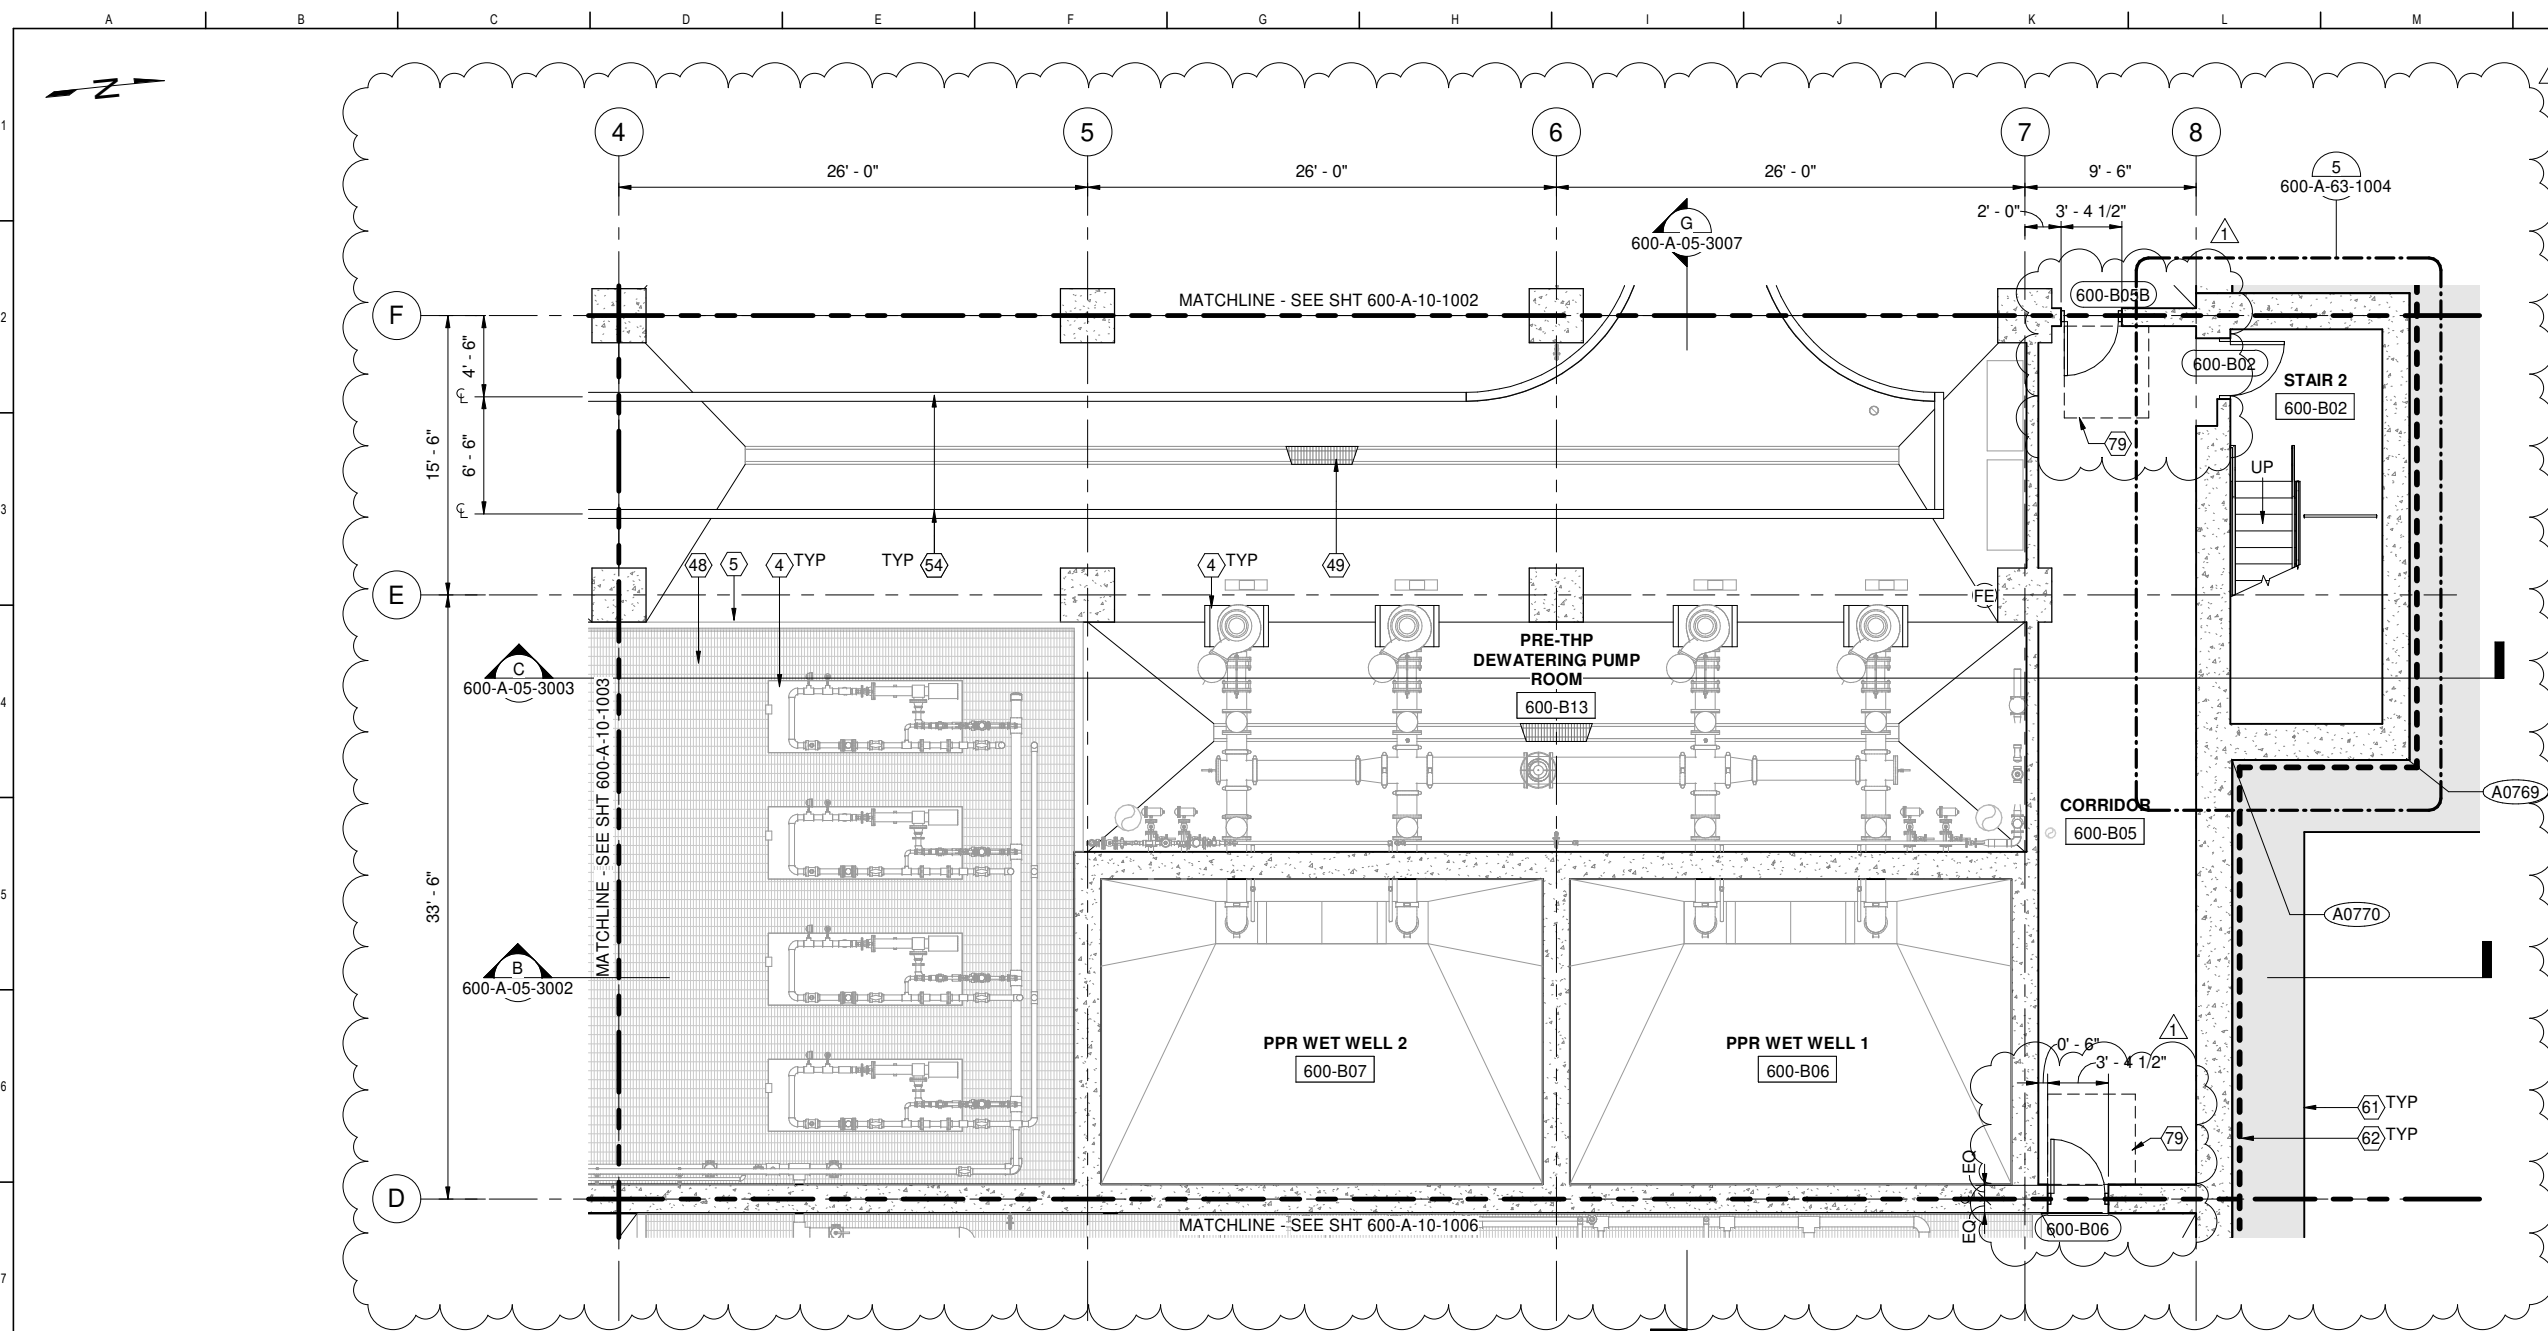 A B C D E F G H I J K L M
N
1
2
3
4
5
6
7
4 5 6 7 8
26' - 0" 26' - 0" 26' - 0" 9' - 6"
2' - 0" 3' - 4 1/2"
5
600-A-63-1004
G
600-A-05-3007
1
F
MATCHLINE - SEE SHT 600-A-10-1002
600-B05B
600-B02
STAIR 2
600-B02
79
UP
4' - 6"
6' - 6"
15' - 6"
℄
℄
48
5
4 TYP
TYP 54
4 TYP
49
E
FE
PRE-THP
DEWATERING PUMP
ROOM
600-B13
C
600-A-05-3003
MATCHLINE - SEE SHT 600-A-10-1003
A0769
CORRIDOR
600-B05
33' - 6"
A0770
B
600-A-05-3002
PPR WET WELL 2
600-B07
PPR WET WELL 1
600-B06
1
0' - 6"
3' - 4 1/2"
61 TYP
62 TYP
79
EQ
EQ
D
MATCHLINE - SEE SHT 600-A-10-1006
600-B06